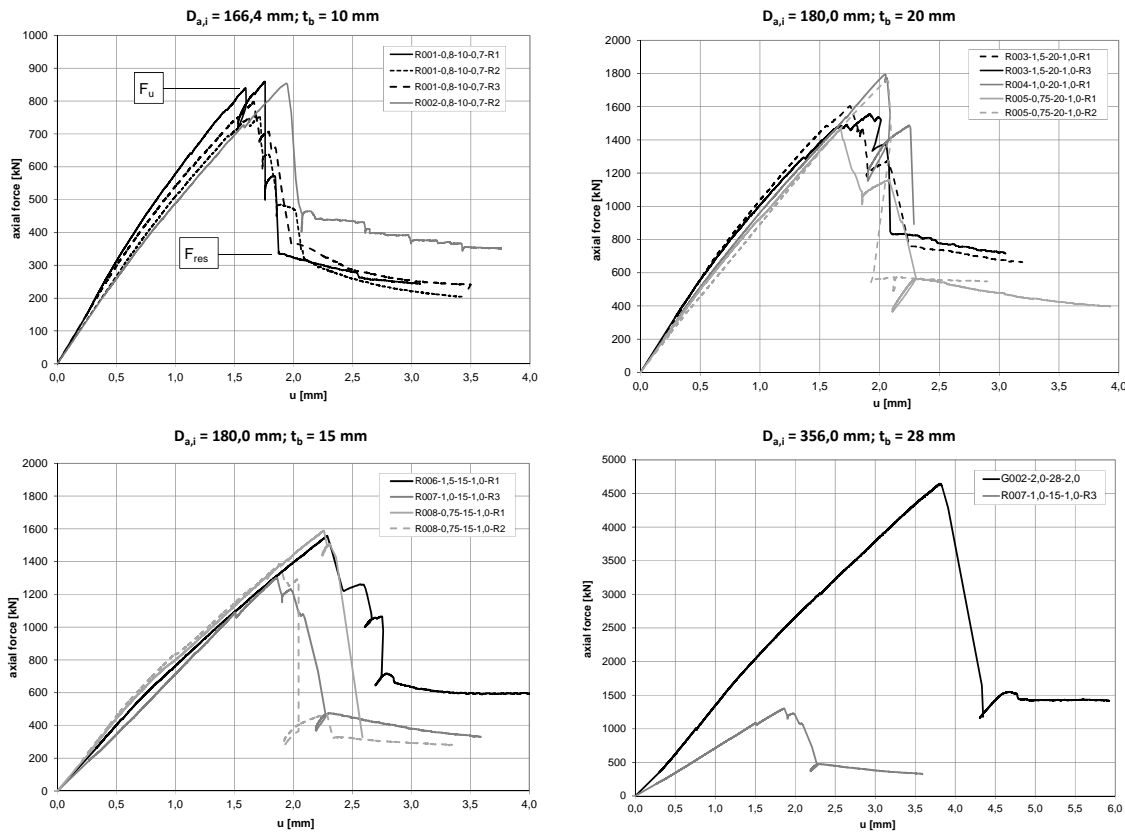 D_a,i = 166,4 mm; t_b = 10 mm
1000
900
800
700
600
500
400
300
200
100
0
axial force [kN]
F_u
F_res
R001-0,8-10-0,7-R1
R001-0,8-10-0,7-R2
R001-0,8-10-0,7-R3
R002-0,8-10-0,7-R2
0,0 0,5 1,0 1,5 2,0 2,5 3,0 3,5 4,0
u [mm]
D_a,i = 180,0 mm; t_b = 20 mm
2000
1800
1600
1400
1200
1000
800
600
400
200
0
axial force [kN]
R003-1,5-20-1,0-R1
R003-1,5-20-1,0-R3
R004-1,0-20-1,0-R1
R005-0,75-20-1,0-R1
R005-0,75-20-1,0-R2
0,0 0,5 1,0 1,5 2,0 2,5 3,0 3,5 4,0
u [mm]
D_a,i = 180,0 mm; t_b = 15 mm
2000
1800
1600
1400
1200
1000
800
600
400
200
0
axial force [kN]
R006-1,5-15-1,0-R1
R007-1,0-15-1,0-R3
R008-0,75-15-1,0-R1
R008-0,75-15-1,0-R2
0,0 0,5 1,0 1,5 2,0 2,5 3,0 3,5 4,0
u [mm]
D_a,i = 356,0 mm; t_b = 28 mm
5000
4500
4000
3500
3000
2500
2000
1500
1000
500
0
axial force [kN]
G002-2,0-28-2,0
R007-1,0-15-1,0-R3
0,0 0,5 1,0 1,5 2,0 2,5 3,0 3,5 4,0 4,5 5,0 5,5 6,0
u [mm]